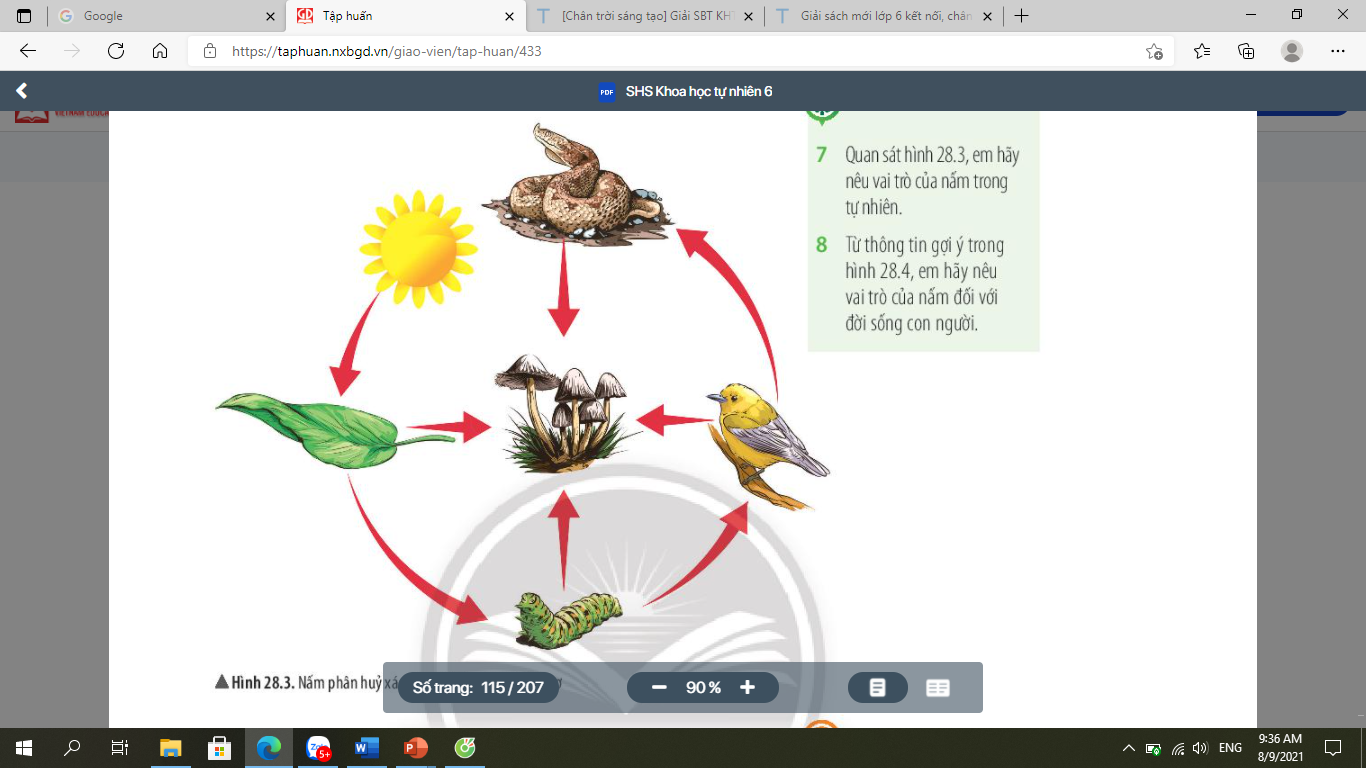 Google
Tập huấn
[Chân trời sáng tạo] Giải SBT KHT
Giải sách mới lớp 6 kết nối, chân
https://taphuan.nxbgd.vn/giao-vien/tap-huan/433
PDF SHS Khoa học tự nhiên 6
7 Quan sát hình 28.3, em hãy
nêu vai trò của nấm trong
tự nhiên.
8 Từ thông tin gợi ý trong
hình 28.4, em hãy nêu
vai trò của nấm đối với
đời sống con người.
▲ Hình 28.3. Nấm phân huỷ xá
Số trang: 115 / 207
90 %
5+
ENG
9:36 AM
8/9/2021